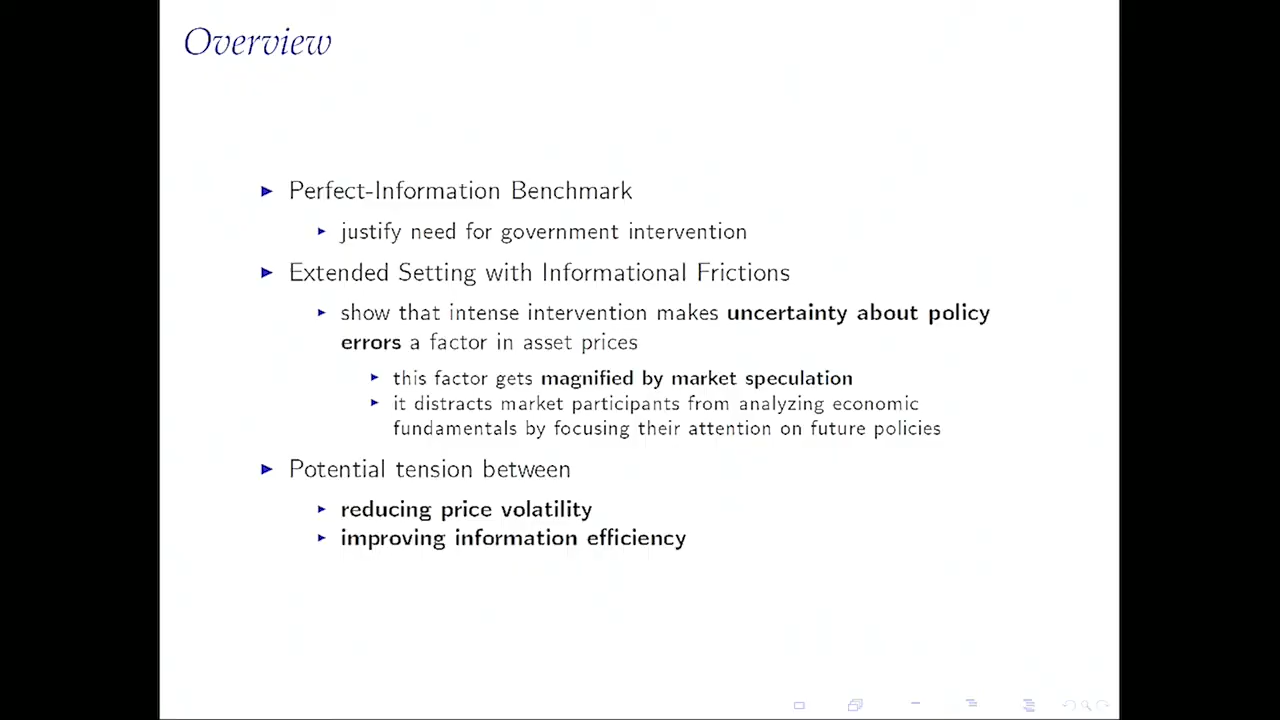 Overview
Perfect-Information Benchmark
justify need for government intervention
Extended Setting with Informational Frictions
show that intense intervention makes uncertainty about policy
errors a factor in asset prices
this factor gets magnified by market speculation
it distracts market participants from analyzing economic
fundamentals by focusing their attention on future policies
Potential tension between
reducing price volatility
improving information efficiency